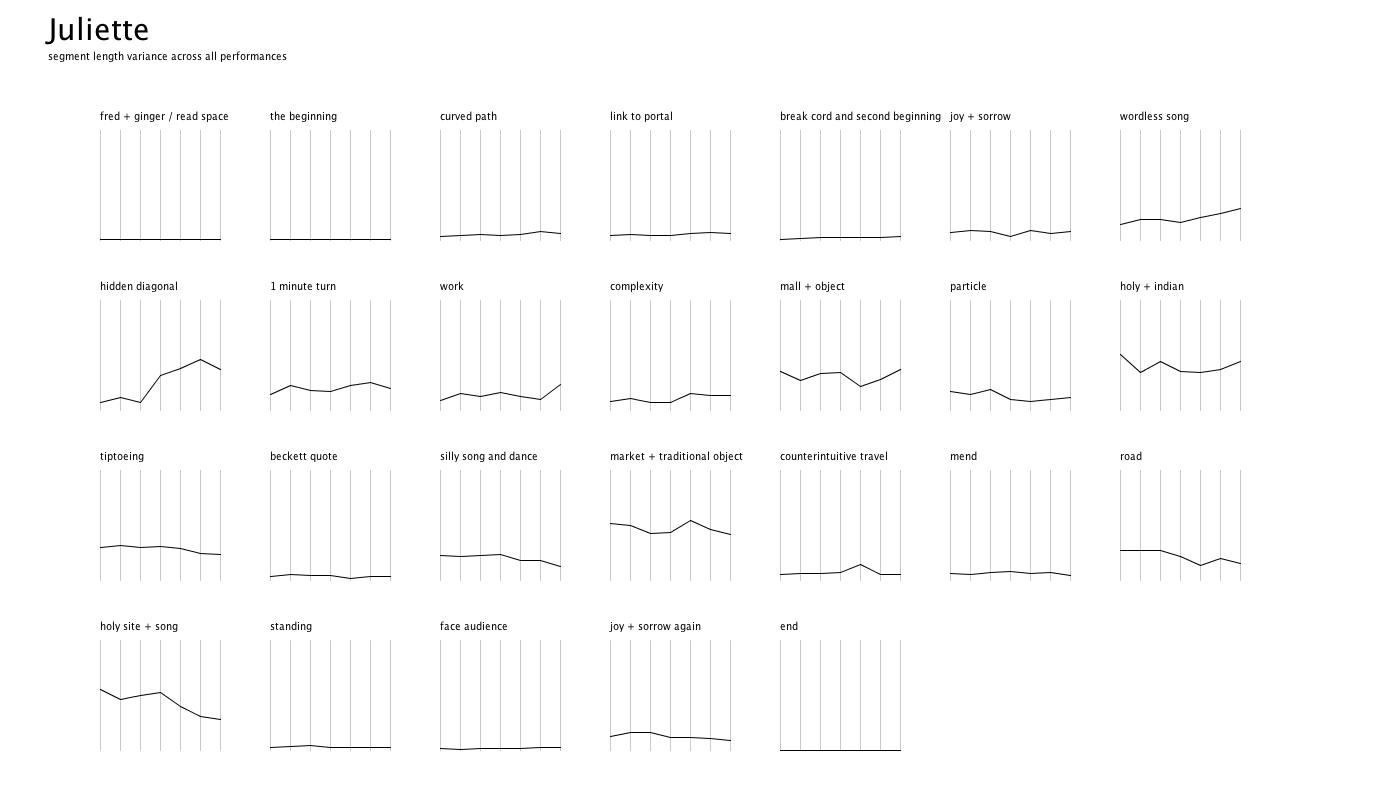 Juliette
segment length variance across all performances
fred + ginger / read space
the beginning
curved path
link to portal
break cord and second beginning
joy + sorrow
wordless song
hidden diagonal
1 minute turn
work
complexity
mall + object
particle
holy + indian
tiptoeing
beckett quote
silly song and dance
market + traditional object
counterintuitive travel
mend
road
holy site + song
standing
face audience
joy + sorrow again
end